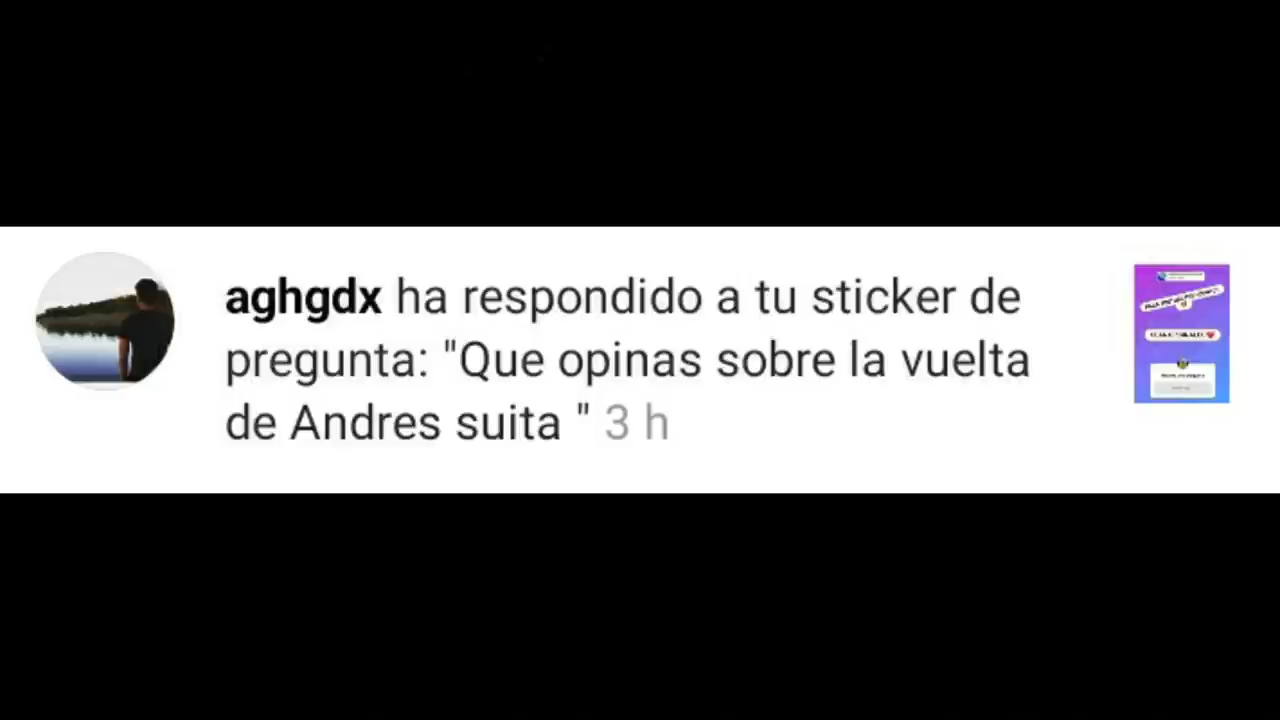 aghgdx ha respondido a tu sticker de
pregunta: "Que opinas sobre la vuelta
de Andres suita " 3 h